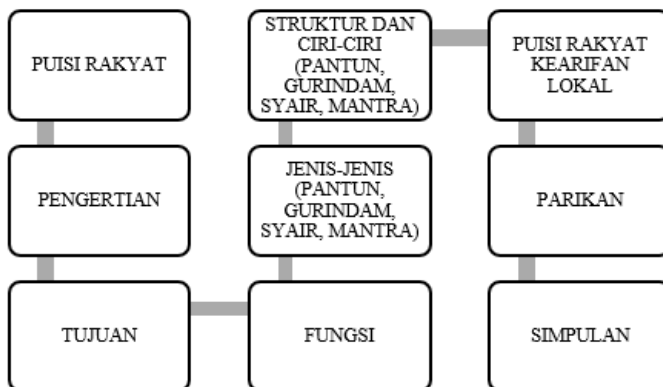 PUISI RAKYAT
PENGERTIAN
TUJUAN
FUNGSI
JENIS-JENIS
(PANTUN,
GURINDAM,
SYAIR, MANTRA)
STRUKTUR DAN
CIRI-CIRI
(PANTUN,
GURINDAM,
SYAIR, MANTRA)
PUISI RAKYAT
KEARIFAN
LOKAL
PARIKAN
SIMPULAN